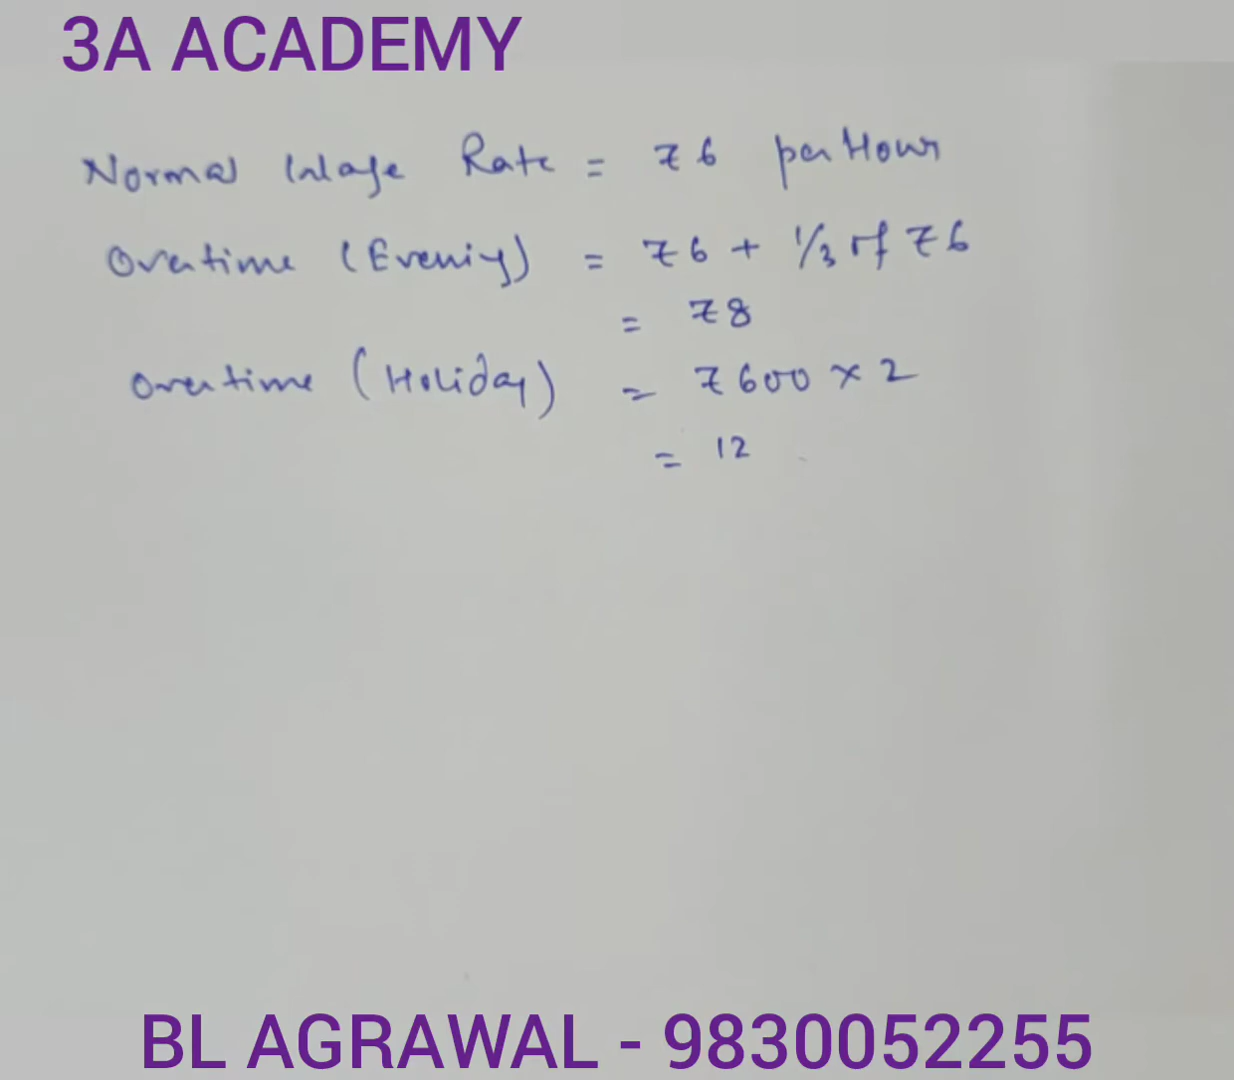 3A ACADEMY
Normal Wage Rate = ₹6 per Hour
Overtime (Evening) = ₹6 + 1/3 of ₹6
= ₹8
Overtime (Holiday) = ₹600 × 2
= 12
BL AGRAWAL - 9830052255